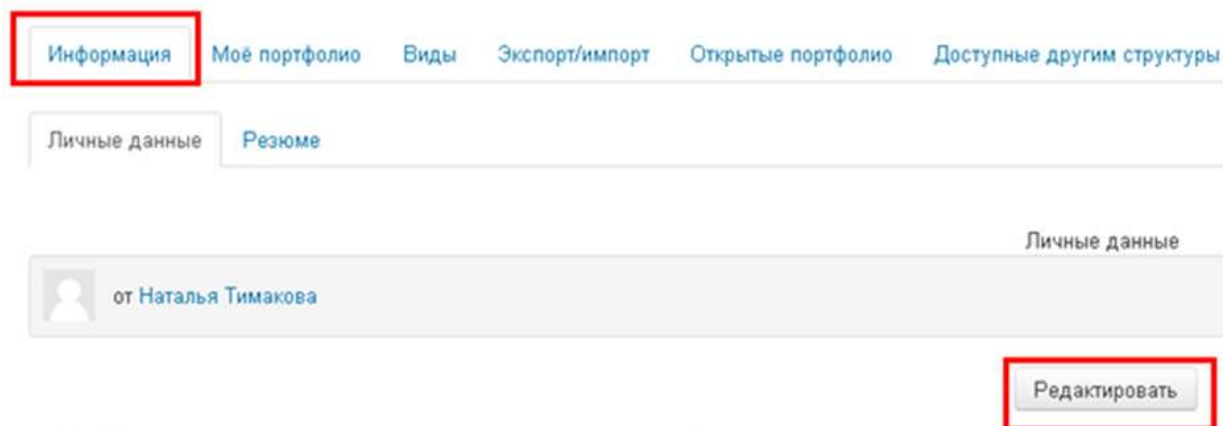 Информация Моё портфолио Виды Экспорт/импорт Открытые портфолио Доступные другим структуры
Личные данные Резюме
Личные данные
от Наталья Тимакова
Редактировать